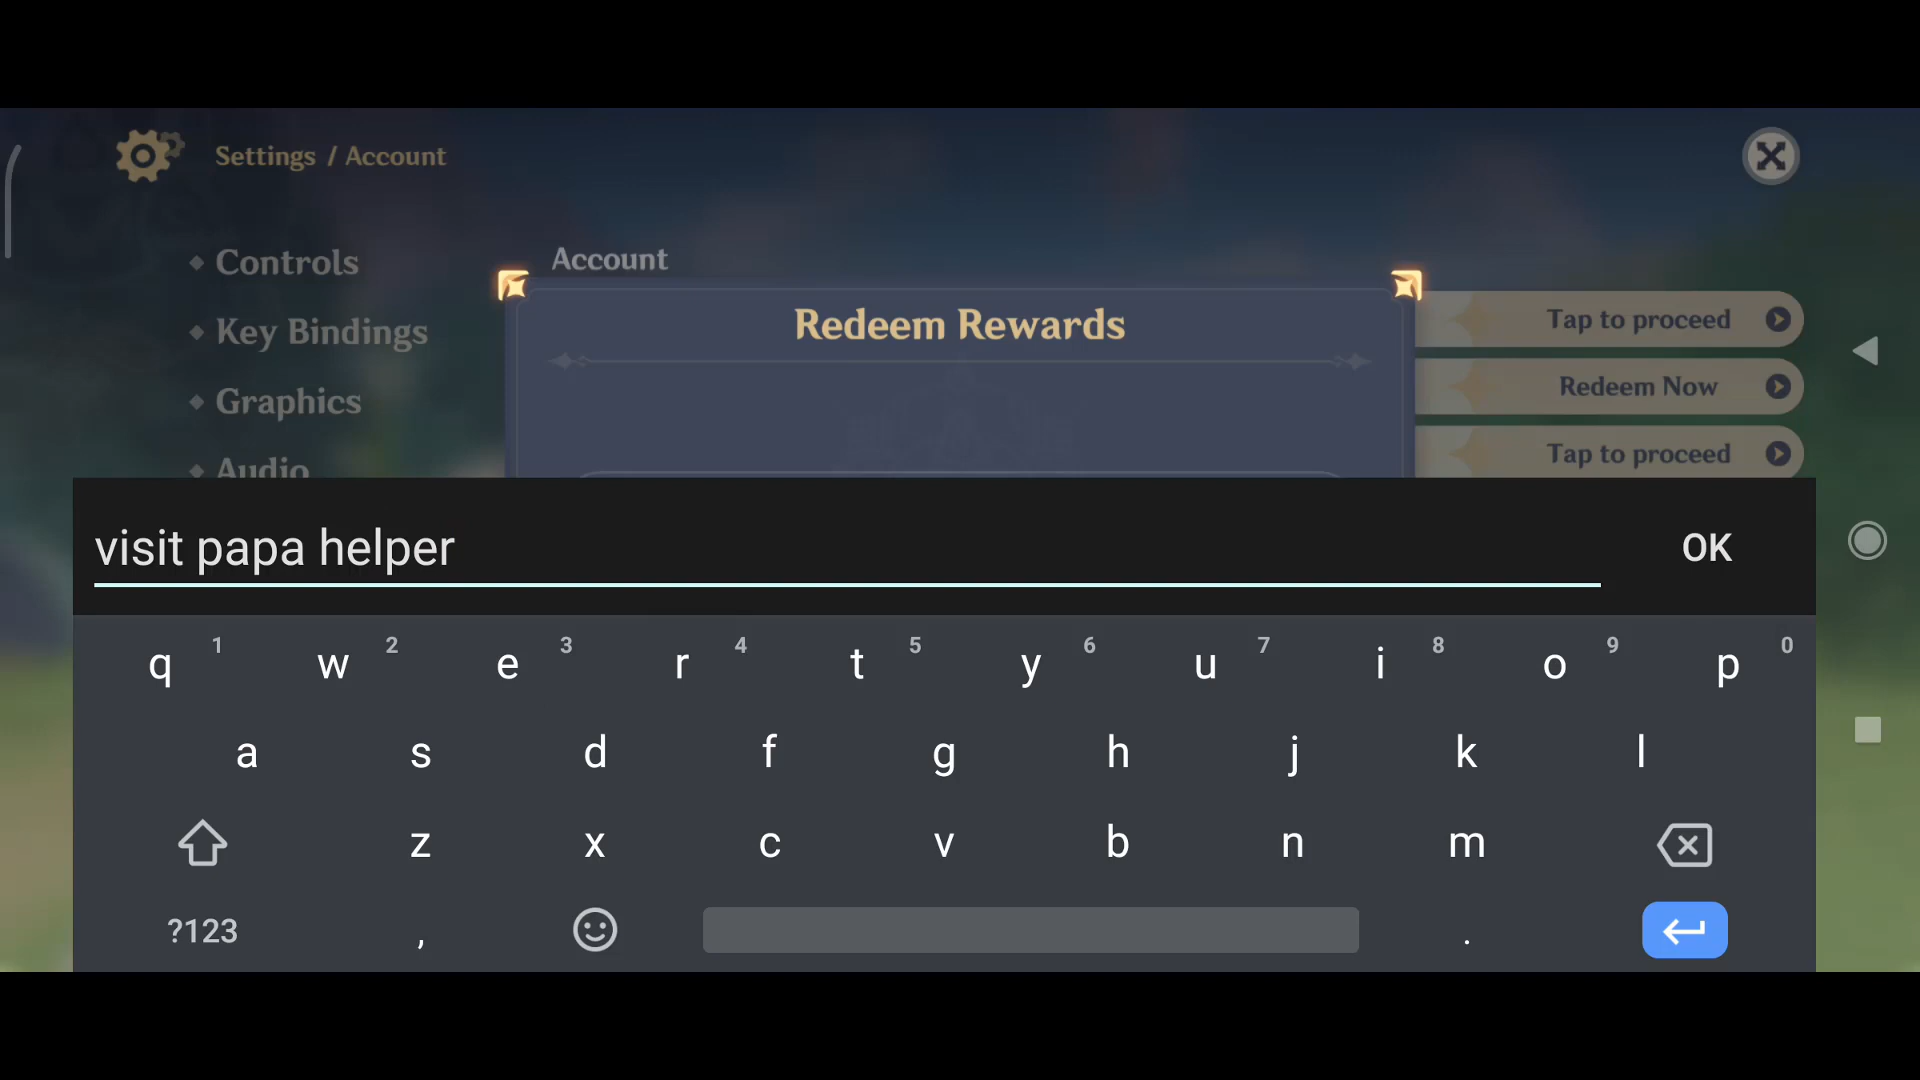 Settings / Account
Controls
Key Bindings
Graphics
Audio
Account
Redeem Rewards
Tap to proceed
Redeem Now
Tap to proceed
visit papa helper
OK
q 1 w 2 e 3 r 4 t 5 y 6 u 7 i 8 o 9 p 0
a s d f g h j k l
z x c v b n m
?123 , .